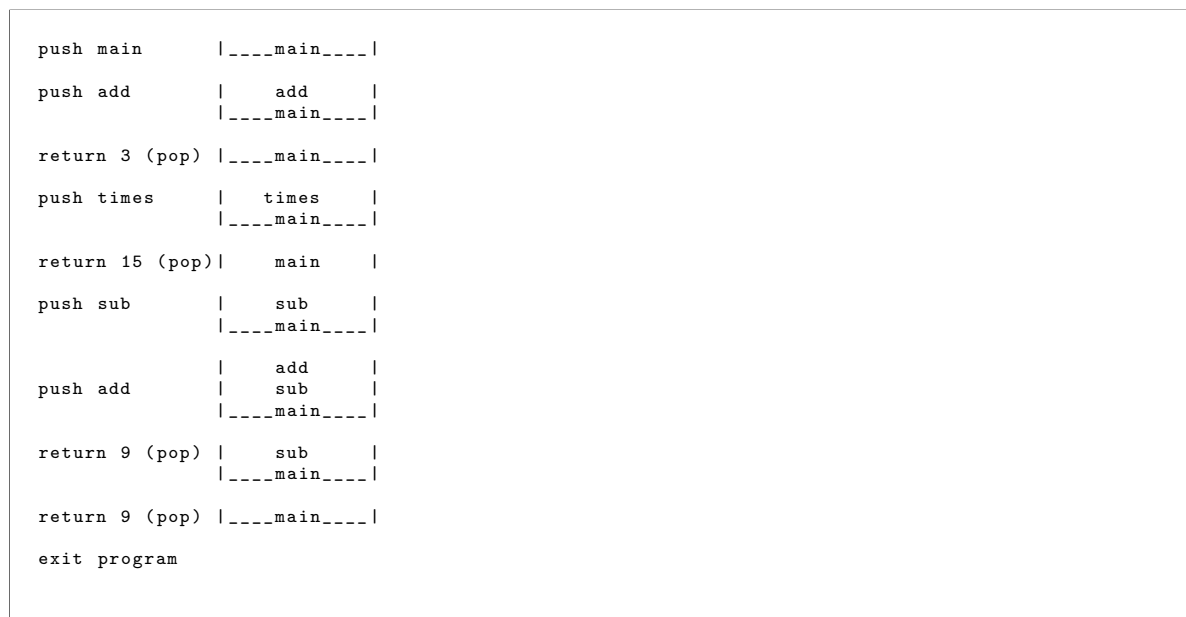 push main       |____main____|
push add        |    add     |
                |____main____|
return 3 (pop)  |____main____|
push times      |   times    |
                |____main____|
return 15 (pop)|    main    |
push sub        |    sub     |
                |____main____|
                |    add     |
push add        |    sub     |
                |____main____|
return 9 (pop)  |    sub     |
                |____main____|
return 9 (pop)  |____main____|
exit program